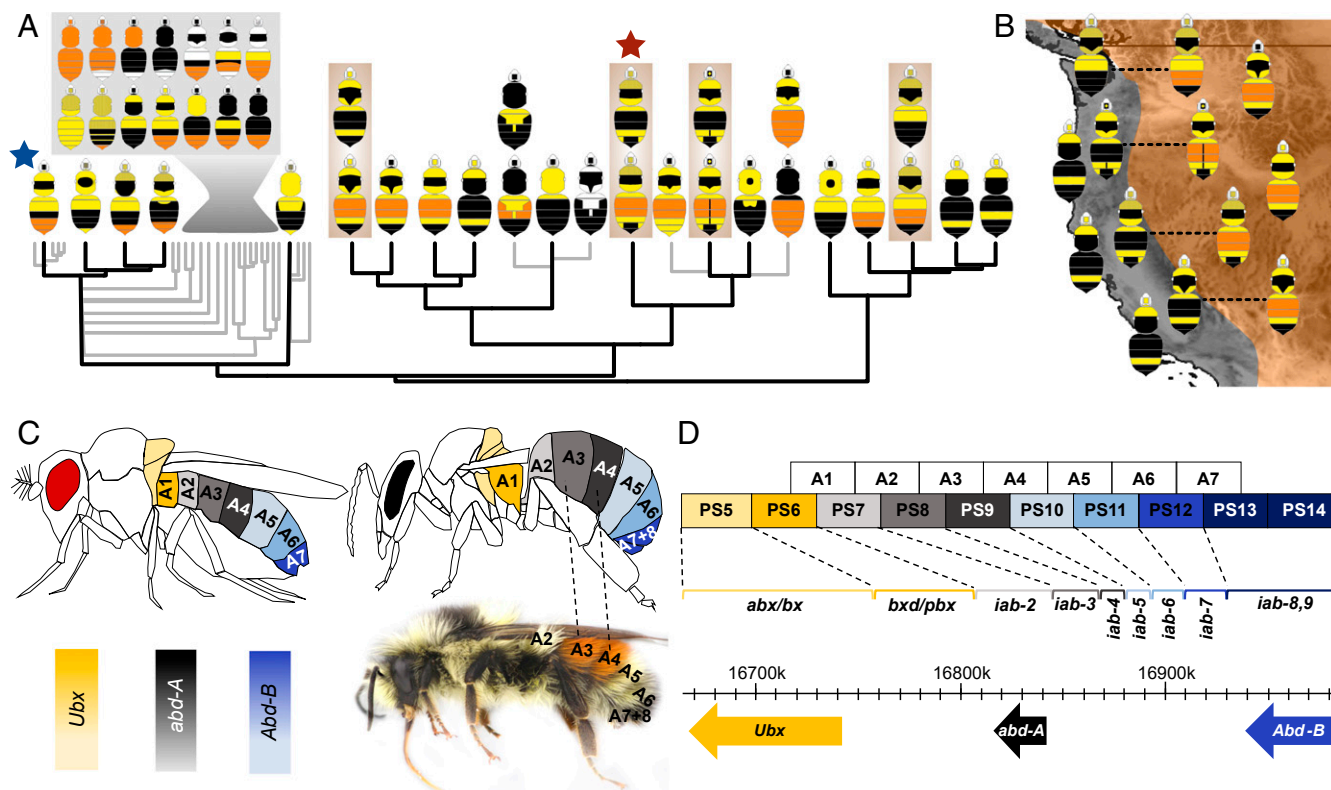 A
B
C
A1
A2
A3
A4
A5
A6
A7
A1
A2
A3
A4
A5
A6
A7+8
A2
A3
A4
A5
A6
A7+8
Ubx
abd-A
Abd-B
D
A1 A2 A3 A4 A5 A6 A7
PS5 PS6 PS7 PS8 PS9 PS10 PS11 PS12 PS13 PS14
abx/bx bxd/pbx iab-2 iab-3 iab-4 iab-5 iab-6 iab-7 iab-8,9
16700k 16800k 16900k
Ubx abd-A Abd-B